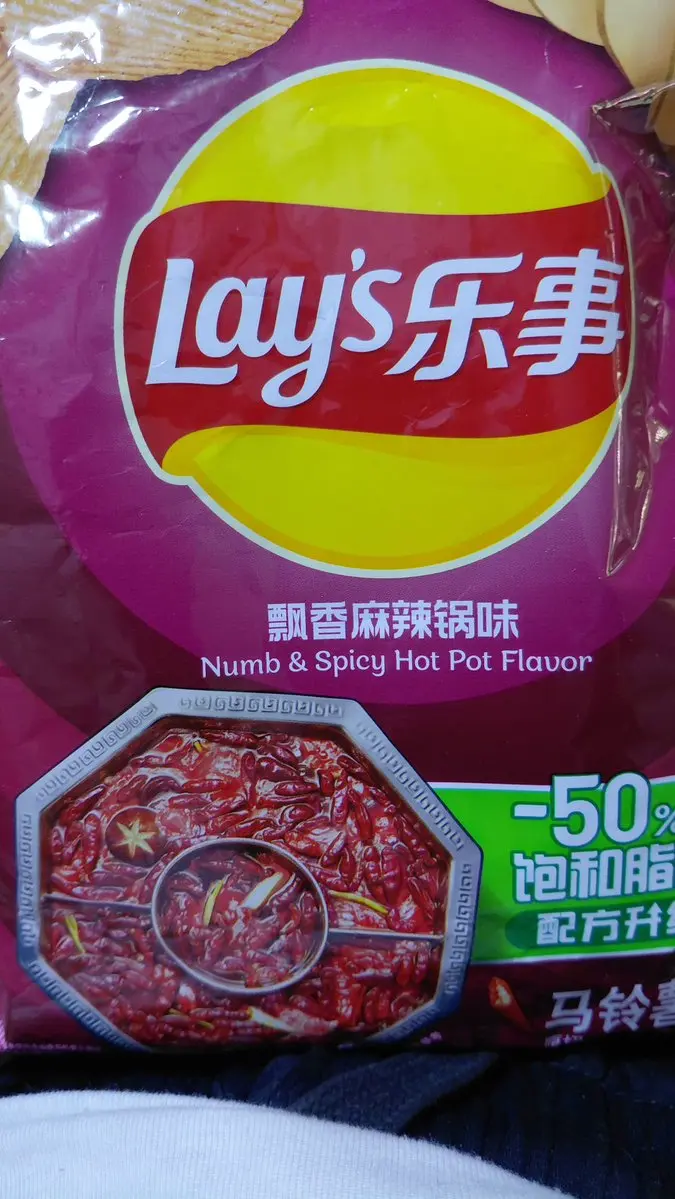 Lay's乐事
飘香麻辣锅味
Numb & Spicy Hot Pot Flavor
-50%
饱和脂
配方升
马铃薯